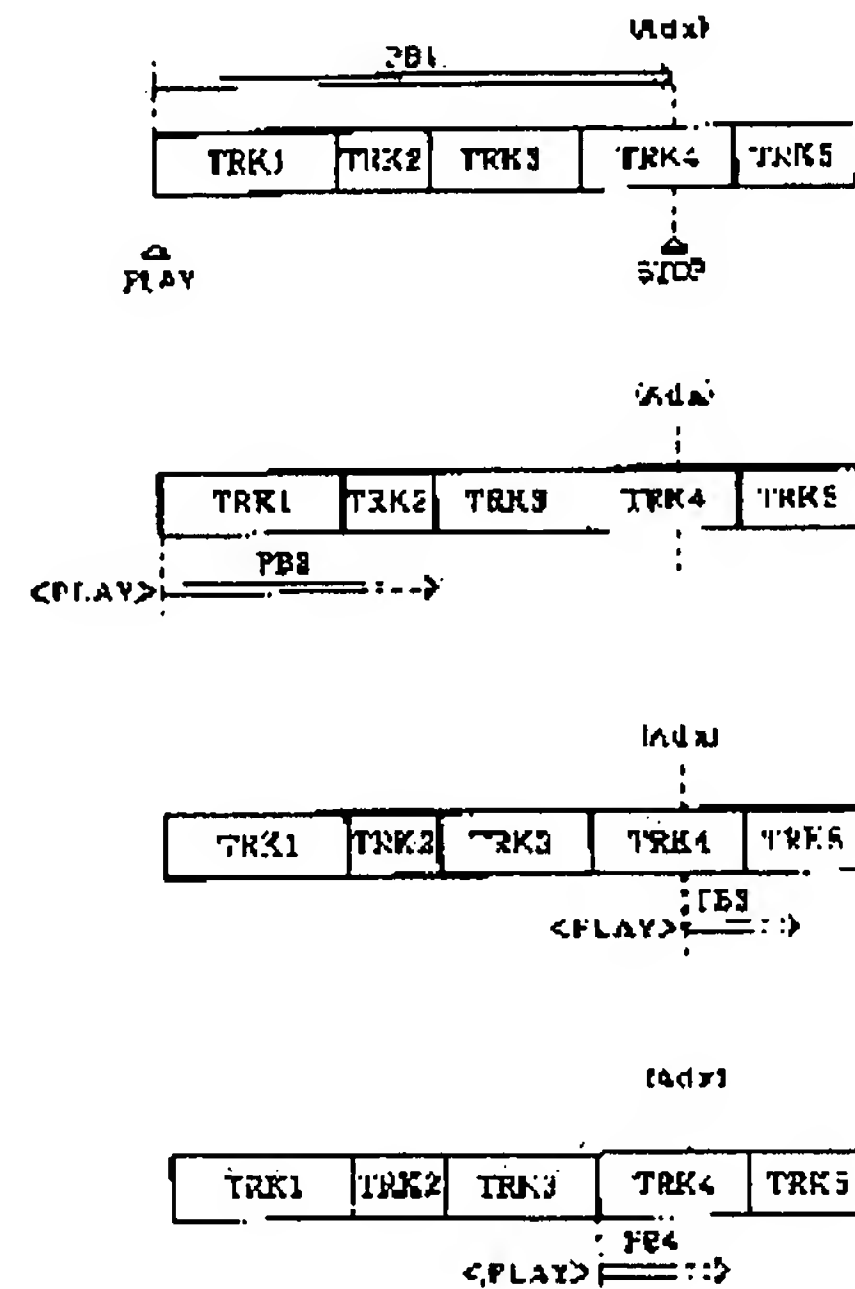 (Adx)
PB1
TRK1 TRK2 TRK3 TRK4 TRK5
PLAY STOP
(Adx)
TRK1 TRK2 TRK3 TRK4 TRK5
PB2
<PLAY>
(Adx)
TRK1 TRK2 TRK3 TRK4 TRK5
PB3
<PLAY>
(Adx)
TRK1 TRK2 TRK3 TRK4 TRK5
PB4
<PLAY>